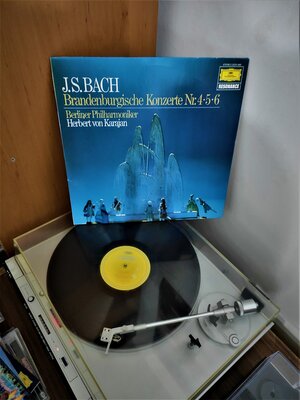 J.S.BACH
Brandenburgische Konzerte Nr.4·5·6
Berliner Philharmoniker
Herbert von Karajan
RESONANCE